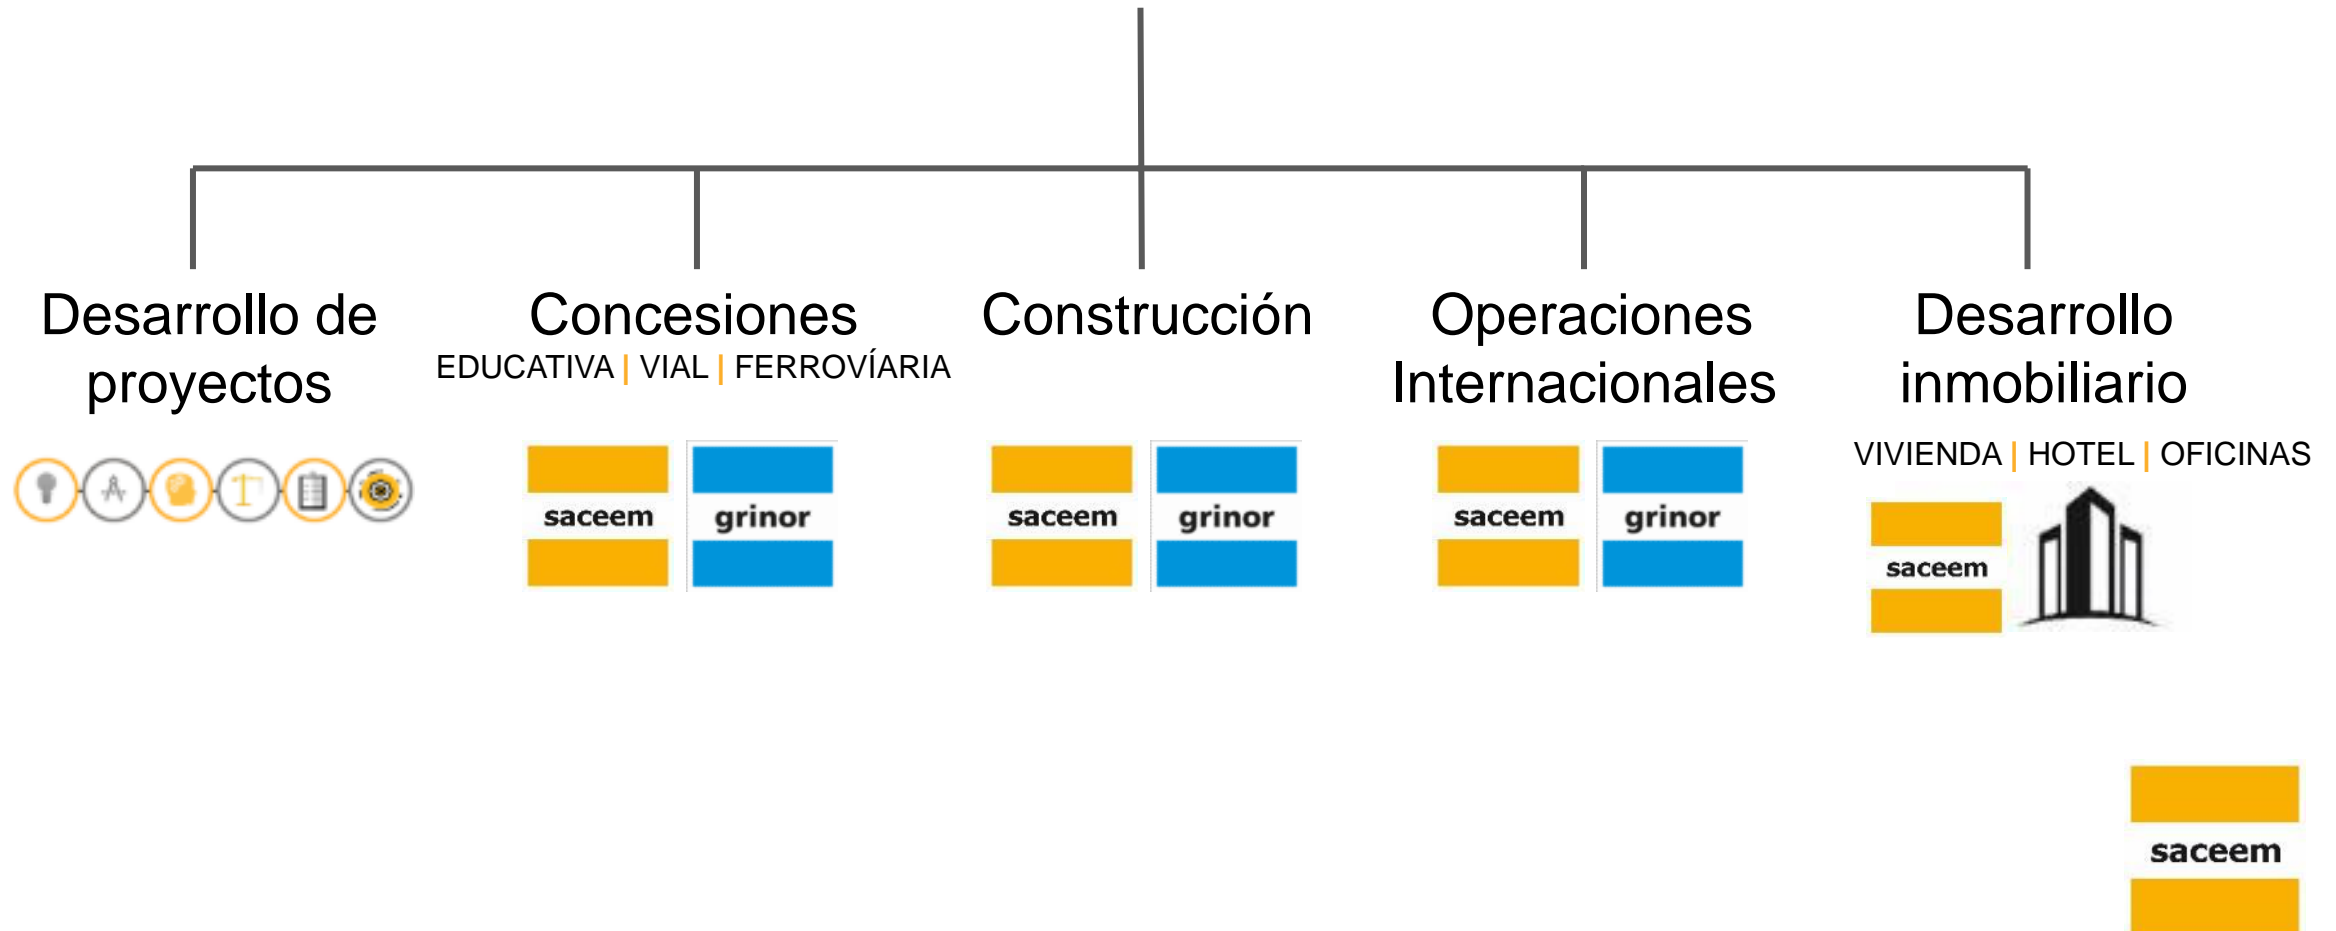 Desarrollo de
proyectos
Concesiones
EDUCATIVA | VIAL | FERROVÍARIA
saceem
grinor
Construcción
saceem
grinor
Operaciones
Internacionales
saceem
grinor
Desarrollo
inmobiliario
VIVIENDA | HOTEL | OFICINAS
saceem
saceem